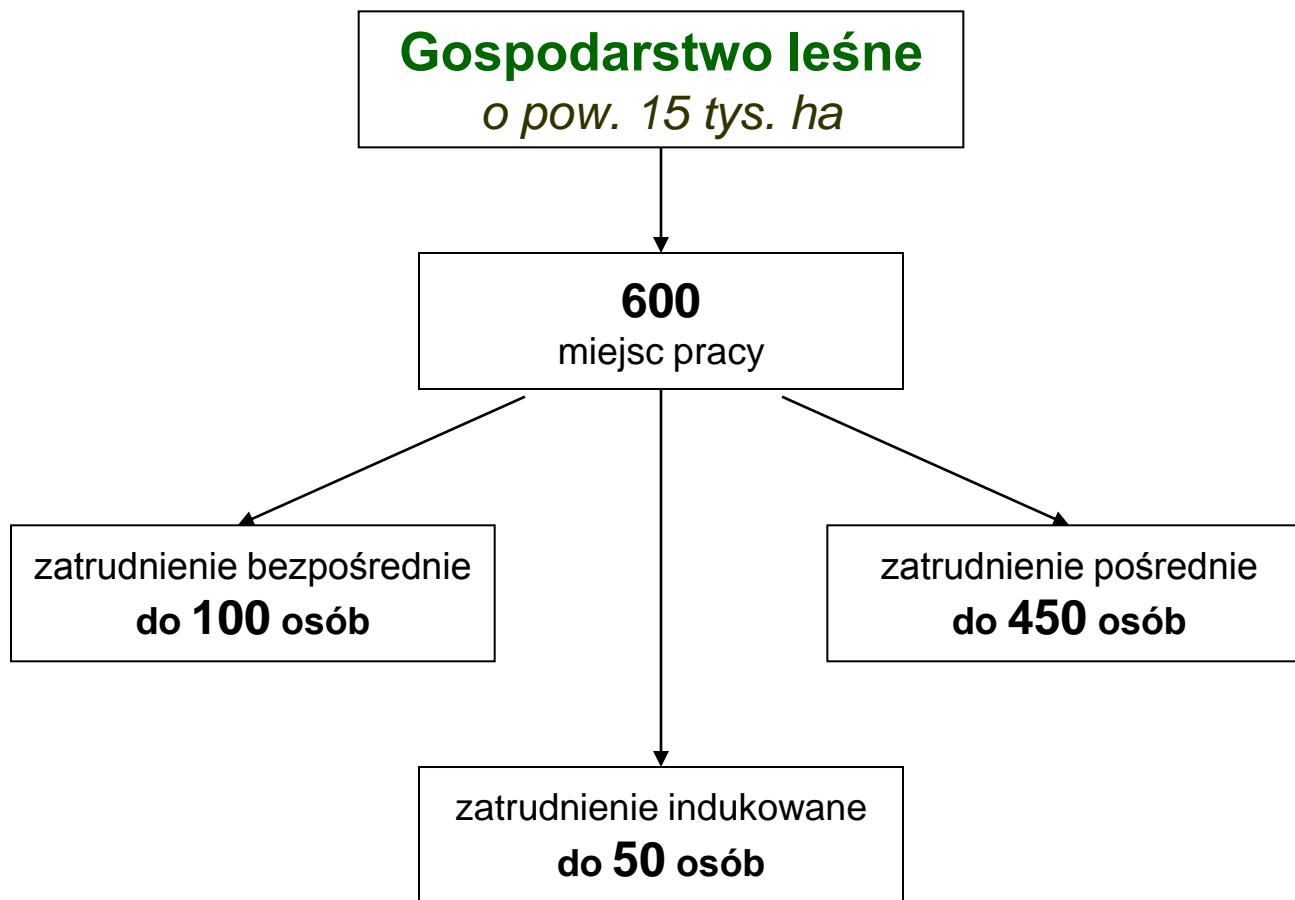 Gospodarstwo leśne
o pow. 15 tys. ha
600
miejsc pracy
zatrudnienie bezpośrednie
do 100 osób
zatrudnienie pośrednie
do 450 osób
zatrudnienie indukowane
do 50 osób